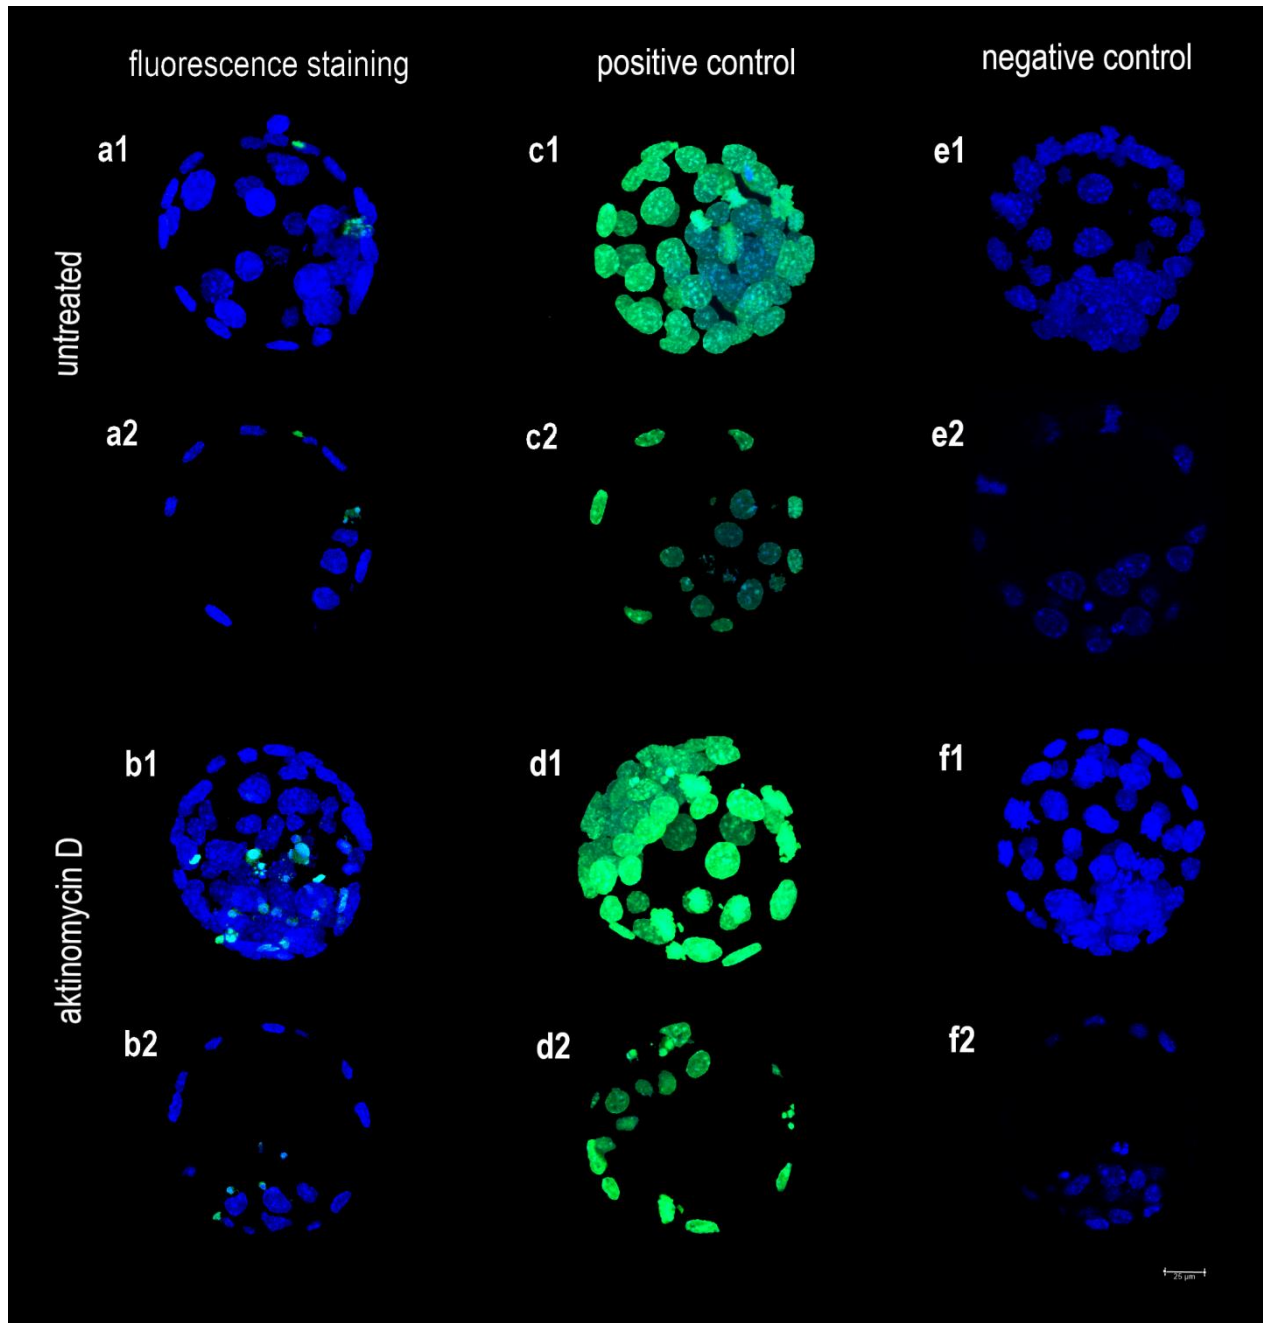 fluorescence staining
positive control
negative control
a1
c1
e1
untreated
a2
c2
e2
b1
d1
f1
aktinomycin D
b2
d2
f2
25 µm